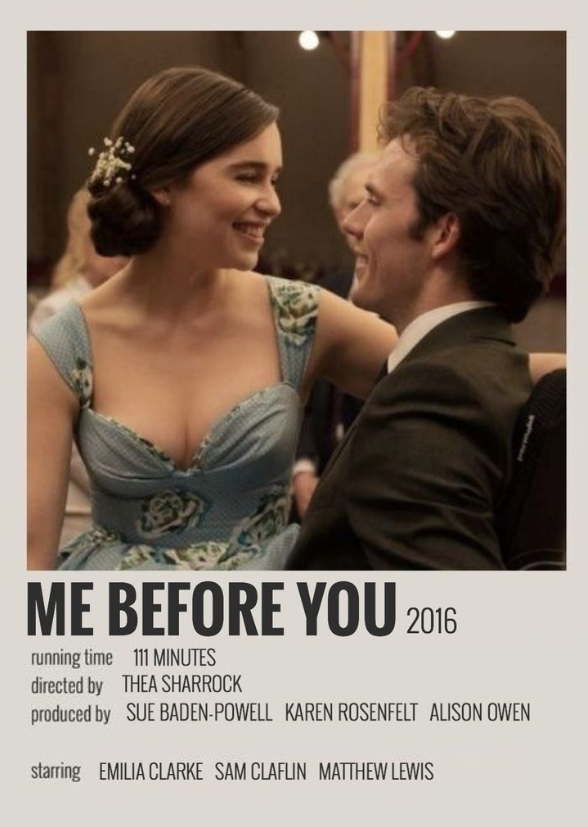 ME BEFORE YOU 2016
running time 111 MINUTES
directed by THEA SHARROCK
produced by SUE BADEN-POWELL KAREN ROSENFELT ALISON OWEN
starring EMILIA CLARKE SAM CLAFLIN MATTHEW LEWIS